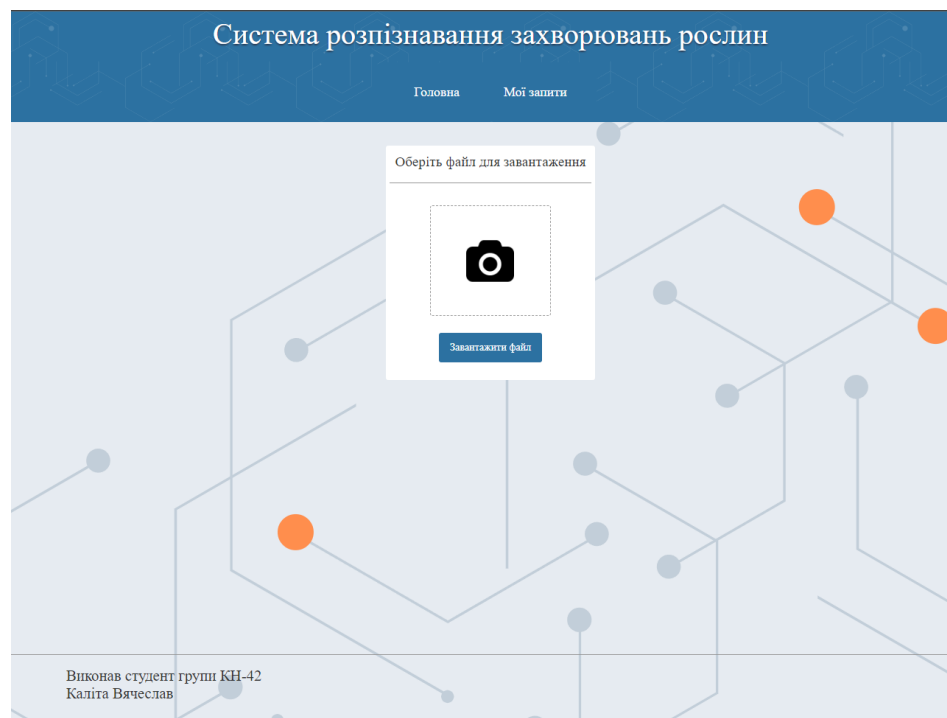 Система розпізнавання захворювань рослин
Головна Мої запити
Оберіть файл для завантаження
Завантажити файл
Виконав студент групи КН-42
Каліта Вячеслав